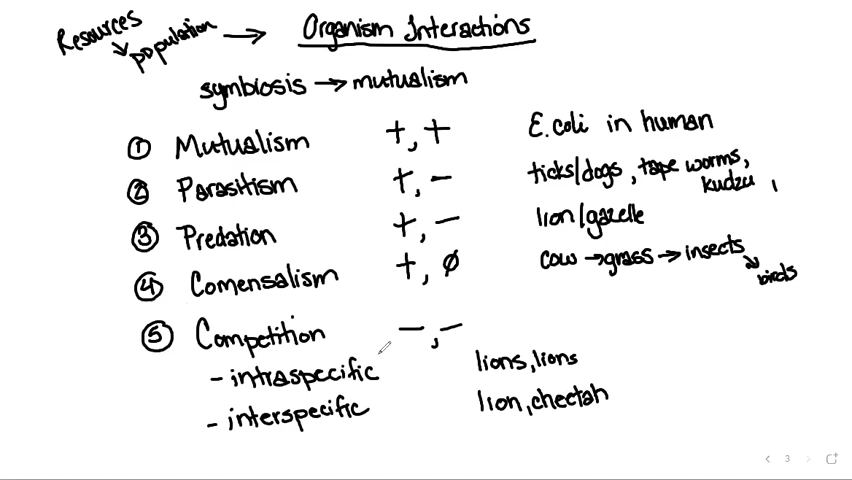 Resources → population → Organism Interactions
symbiosis → mutualism
① Mutualism +, + E.coli in human
② Parasitism +, − ticks/dogs, tape worms, kudzu,
③ Predation +, − lion/gazelle
④ Comensalism +, ∅ cow → grass → insects → birds
⑤ Competition −, −
- intraspecific lions, lions
- interspecific lion, cheetah
3